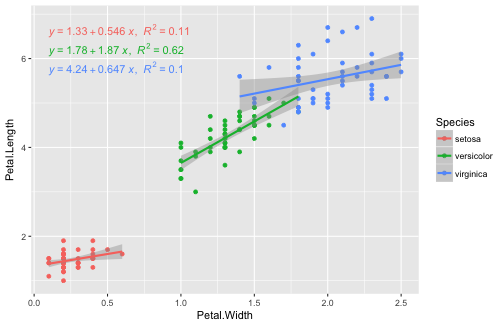 y = 1.33 + 0.546 x, R² = 0.11
y = 1.78 + 1.87 x, R² = 0.62
y = 4.24 + 0.647 x, R² = 0.1
6
4
2
Petal.Length
0.0 0.5 1.0 1.5 2.0 2.5
Petal.Width
Species
setosa
versicolor
virginica